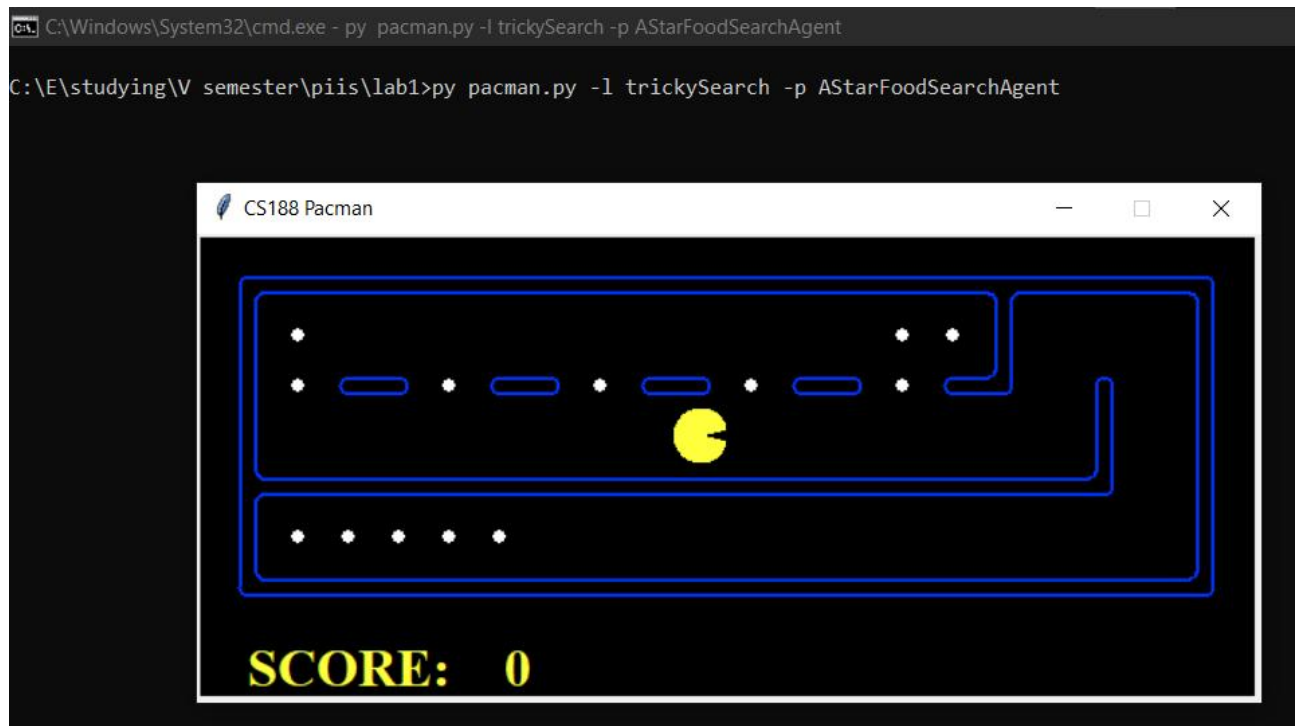 C:\Windows\System32\cmd.exe - py pacman.py -l trickySearch -p AStarFoodSearchAgent
C:\E\studying\V semester\piis\lab1>py pacman.py -l trickySearch -p AStarFoodSearchAgent
CS188 Pacman
SCORE: 0